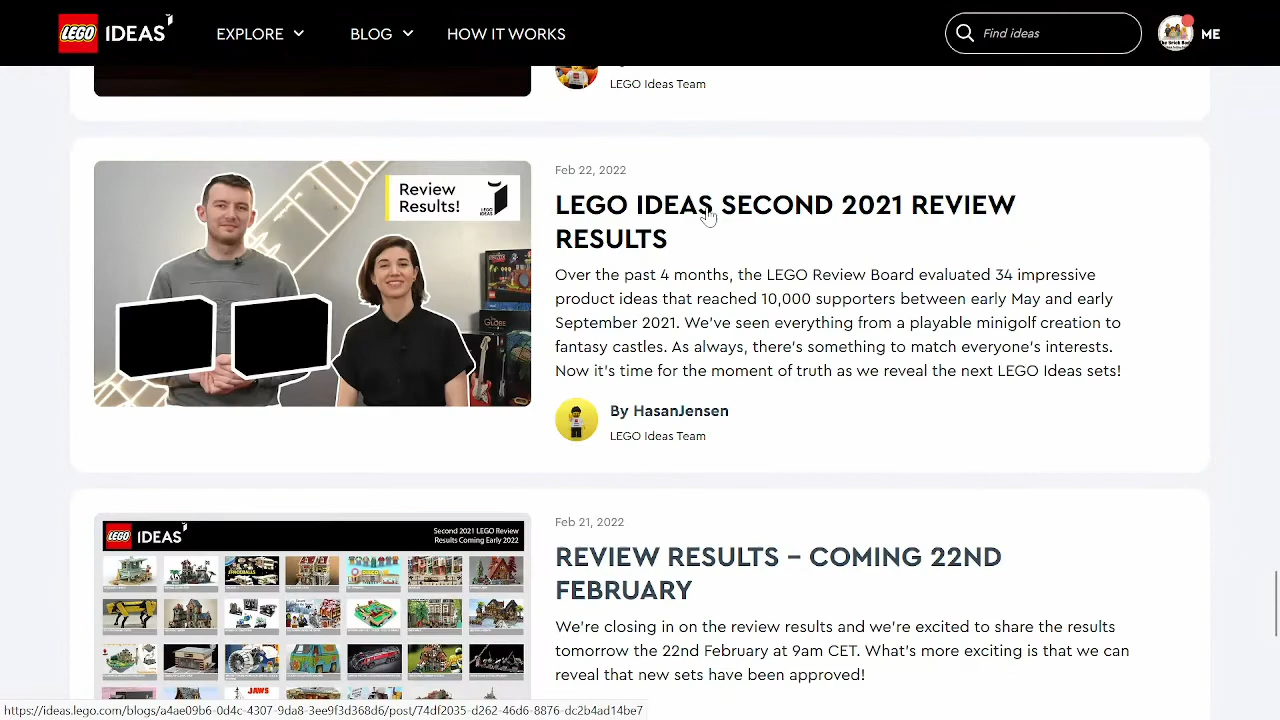 LEGO IDEAS
EXPLORE
BLOG
HOW IT WORKS
Find ideas
ME
LEGO Ideas Team
Review
Results!
LEGO
IDEAS
GLOBE
Feb 22, 2022
LEGO IDEAS SECOND 2021 REVIEW
RESULTS
Over the past 4 months, the LEGO Review Board evaluated 34 impressive
product ideas that reached 10,000 supporters between early May and early
September 2021. We've seen everything from a playable minigolf creation to
fantasy castles. As always, there's something to match everyone's interests.
Now it's time for the moment of truth as we reveal the next LEGO Ideas sets!
By HasanJensen
LEGO Ideas Team
LEGO IDEAS
Second 2021 LEGO Review
Results Coming Early 2022
JAWS
Feb 21, 2022
REVIEW RESULTS – COMING 22ND
FEBRUARY
We're closing in on the review results and we're excited to share the results
tomorrow the 22nd February at 9am CET. What's more exciting is that we can
reveal that new sets have been approved!
https://ideas.lego.com/blogs/a4ae09b6-0d4c-4307-9da8-3ee9f3d368d6/post/74df2035-d262-46d6-8876-dc2b4ad14be7